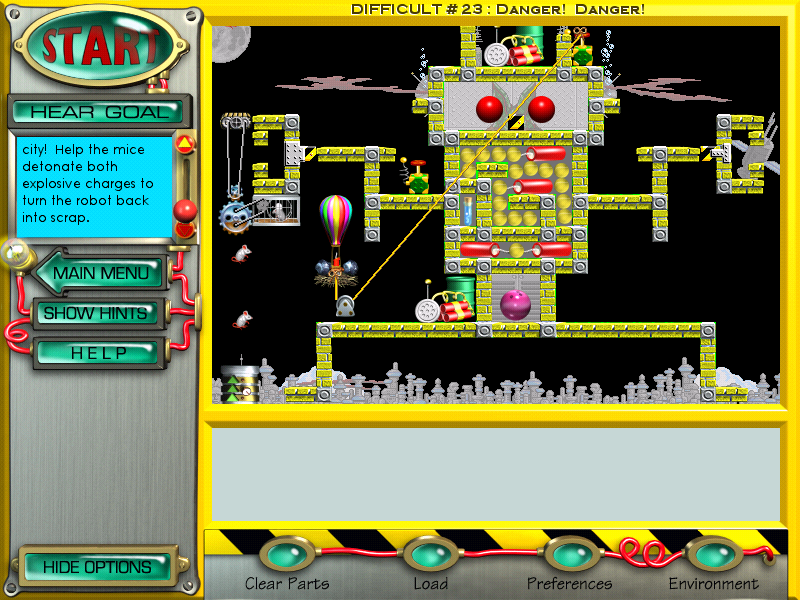 DIFFICULT # 23 : Danger! Danger!
START
HEAR GOAL
city! Help the mice
detonate both
explosive charges to
turn the robot back
into scrap.
MAIN MENU
SHOW HINTS
HELP
HIDE OPTIONS
Clear Parts
Load
Preferences
Environment